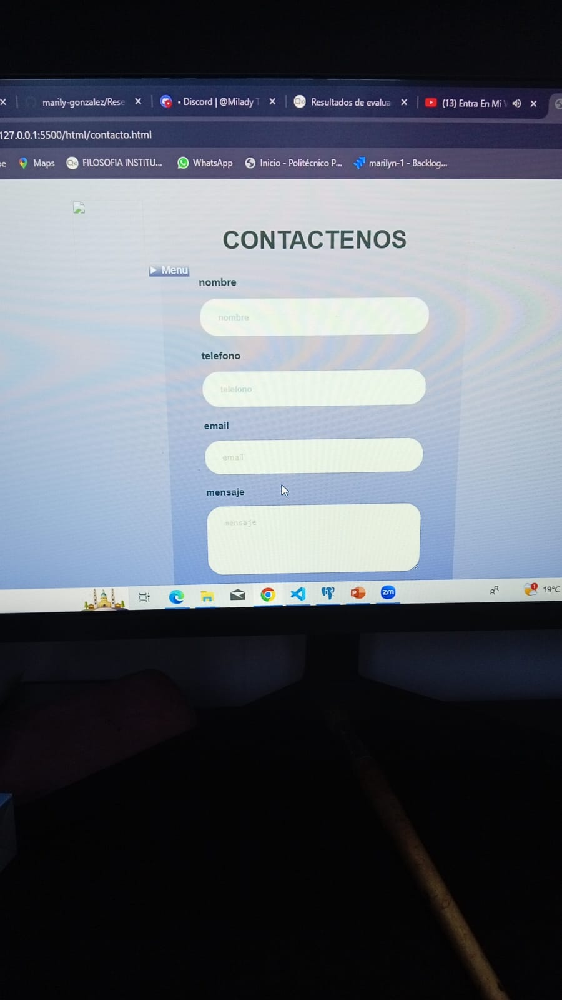 marily-gonzalez/Rese
• Discord | @Milady
Resultados de evalua
(13) Entra En Mi
127.0.0.1:5500/html/contacto.html
Maps
FILOSOFIA INSTITU...
WhatsApp
Inicio - Politécnico P...
marilyn-1 - Backlog...
CONTACTENOS
Menu
nombre
nombre
telefono
telefono
email
email
mensaje
mensaje
zm
19°C